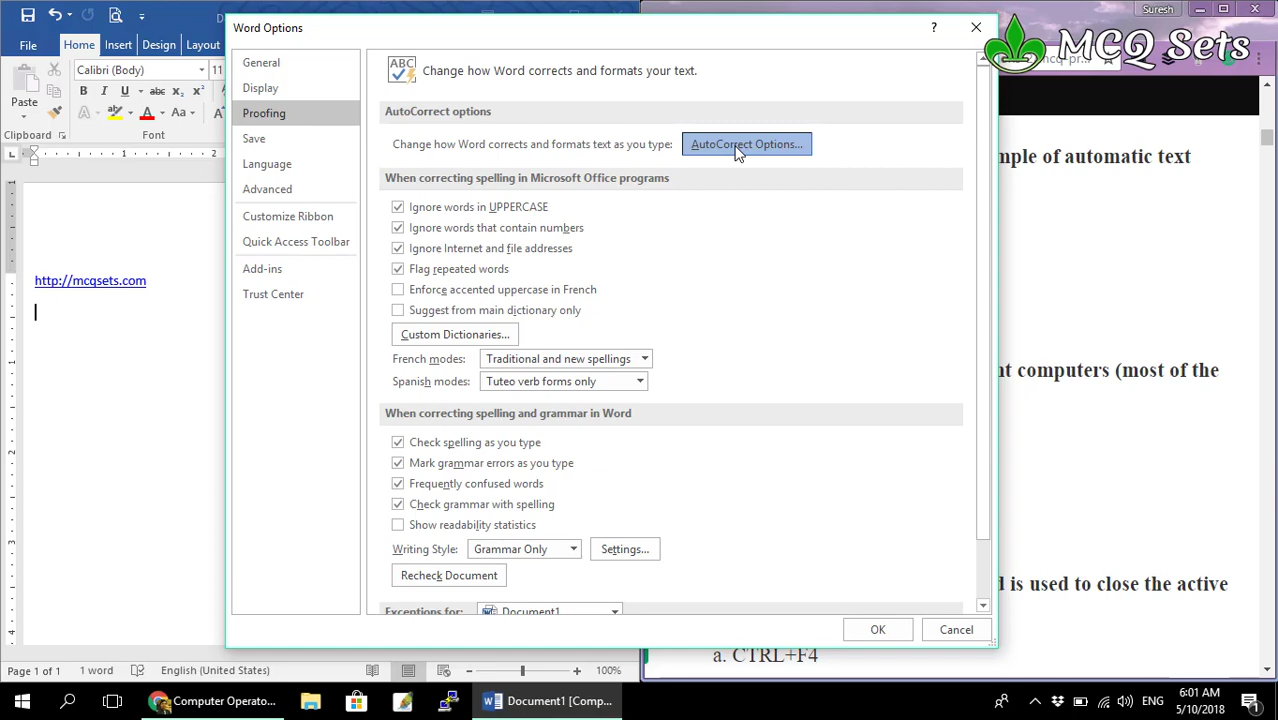 Word Options
?
Suresh
MCQ Sets
File
Home
Insert
Design
Layout
Calibri (Body)
11
Paste
B
I
U
abc
X₂
X²
Aa
Font
General
Display
Proofing
Save
Language
Advanced
Customize Ribbon
Quick Access Toolbar
Add-ins
Trust Center
ABC
Change how Word corrects and formats your text.
AutoCorrect options
Change how Word corrects and formats text as you type:
AutoCorrect Options...
When correcting spelling in Microsoft Office programs
Ignore words in UPPERCASE
Ignore words that contain numbers
Ignore Internet and file addresses
Flag repeated words
Enforce accented uppercase in French
Suggest from main dictionary only
Custom Dictionaries...
French modes:
Traditional and new spellings
Spanish modes:
Tuteo verb forms only
When correcting spelling and grammar in Word
Check spelling as you type
Mark grammar errors as you type
Frequently confused words
Check grammar with spelling
Show readability statistics
Writing Style:
Grammar Only
Settings...
Recheck Document
Exceptions for:
Document1
OK
Cancel
http://mcqsets.com
mple of automatic text
nt computers (most of the
d is used to close the active
a. CTRL+F4
Page 1 of 1
1 word
English (United States)
100%
Computer Operato...
Document1 [Comp...
ENG
6:01 AM
5/10/2018